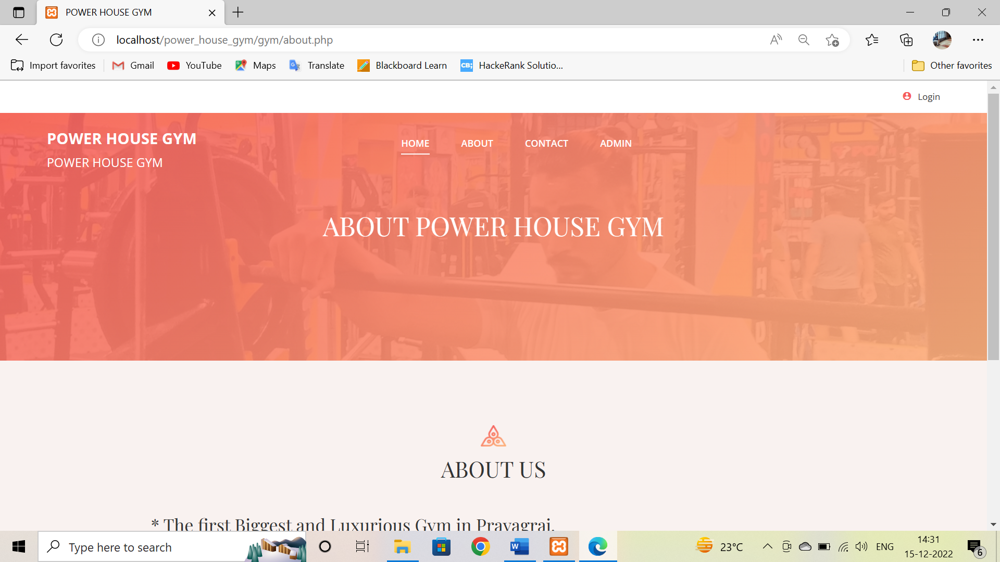 POWER HOUSE GYM
localhost/power_house_gym/gym/about.php
Import favorites
Gmail
YouTube
Maps
Translate
Blackboard Learn
HackeRank Solutio...
Other favorites
Login
POWER HOUSE GYM
POWER HOUSE GYM
HOME
ABOUT
CONTACT
ADMIN
ABOUT POWER HOUSE GYM
ABOUT US
* The first Biggest and Luxurious Gym in Prayagraj.
Type here to search
23°C
ENG
14:31
15-12-2022
6